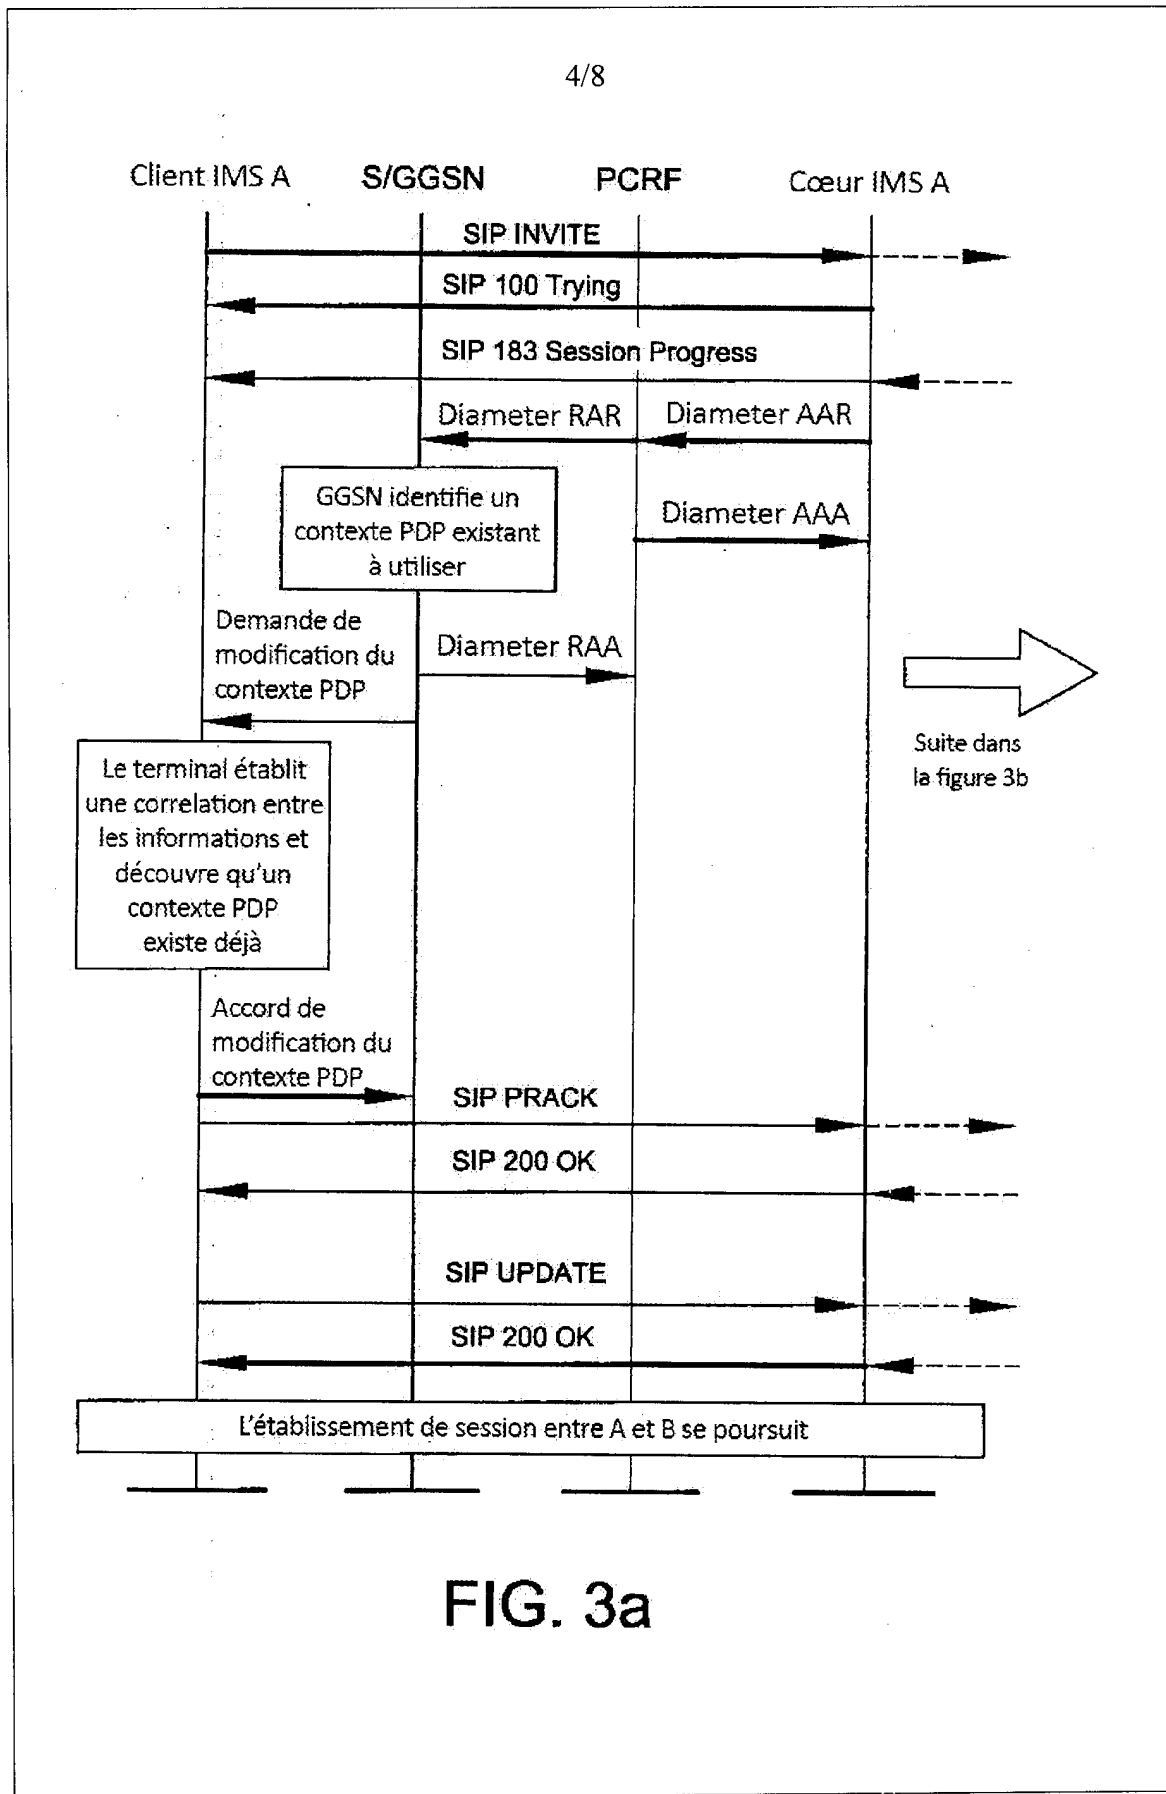 4/8
Client IMS A
S/GGSN
PCRF
Cœur IMS A
SIP INVITE
SIP 100 Trying
SIP 183 Session Progress
Diameter RAR
Diameter AAR
GGSN identifie un
contexte PDP existant
à utiliser
Diameter AAA
Demande de
modification du
contexte PDP
Diameter RAA
Suite dans
la figure 3b
Le terminal établit
une correlation entre
les informations et
découvre qu'un
contexte PDP
existe déjà
Accord de
modification du
contexte PDP
SIP PRACK
SIP 200 OK
SIP UPDATE
SIP 200 OK
L'établissement de session entre A et B se poursuit
FIG. 3a